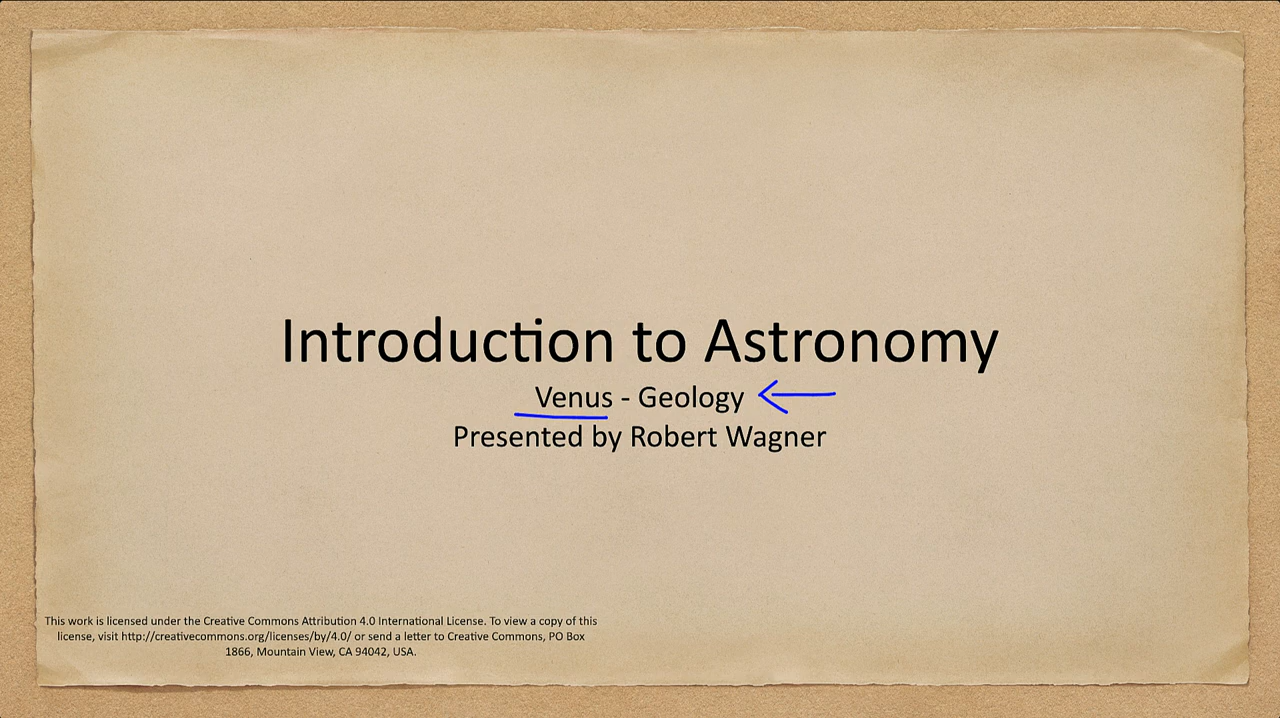 Introduction to Astronomy
Venus - Geology
Presented by Robert Wagner
This work is licensed under the Creative Commons Attribution 4.0 International License. To view a copy of this
license, visit http://creativecommons.org/licenses/by/4.0/ or send a letter to Creative Commons, PO Box
1866, Mountain View, CA 94042, USA.